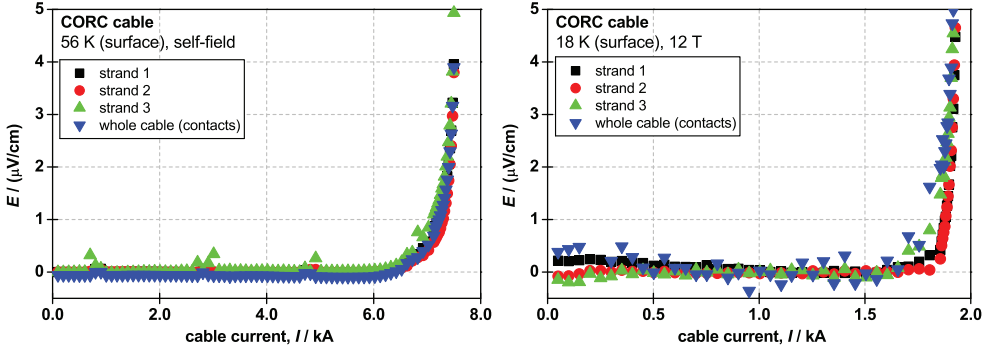 CORC cable
56 K (surface), self-field
strand 1
strand 2
strand 3
whole cable (contacts)
E / (μV/cm)
5
4
3
2
1
0
0.0 2.0 4.0 6.0 8.0
cable current, I / kA
CORC cable
18 K (surface), 12 T
strand 1
strand 2
strand 3
whole cable (contacts)
E / (μV/cm)
5
4
3
2
1
0
0.0 0.5 1.0 1.5 2.0
cable current, I / kA